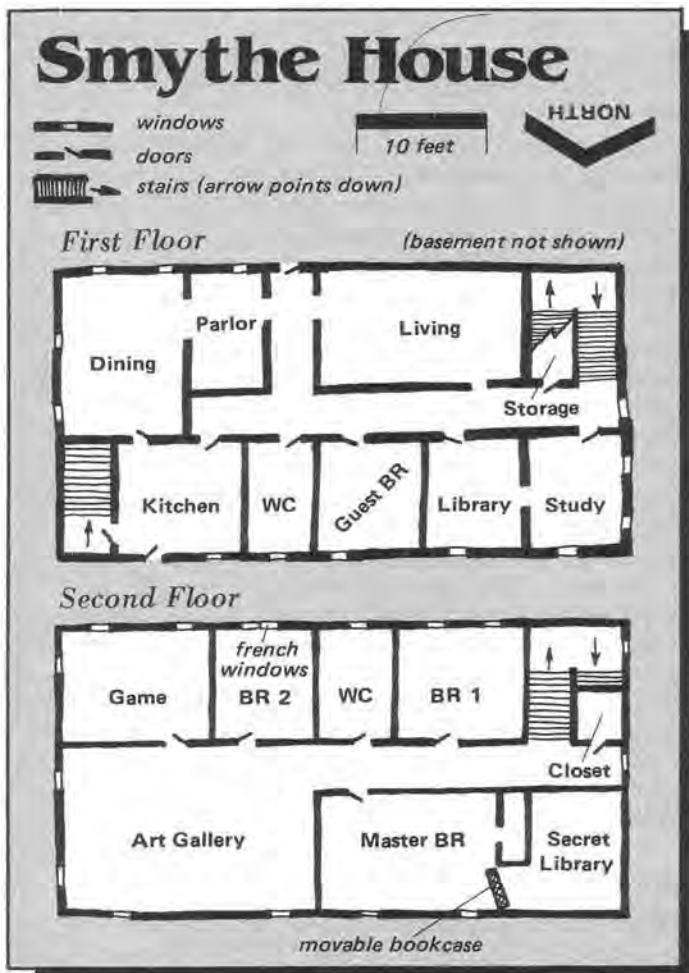 Smythe House
windows
doors
stairs (arrow points down)
10 feet
NORTH
First Floor
(basement not shown)
Parlor
Living
Dining
Storage
Kitchen
WC
Guest BR
Library
Study
Second Floor
french
windows
Game
BR 2
WC
BR 1
Closet
Art Gallery
Master BR
Secret
Library
movable bookcase